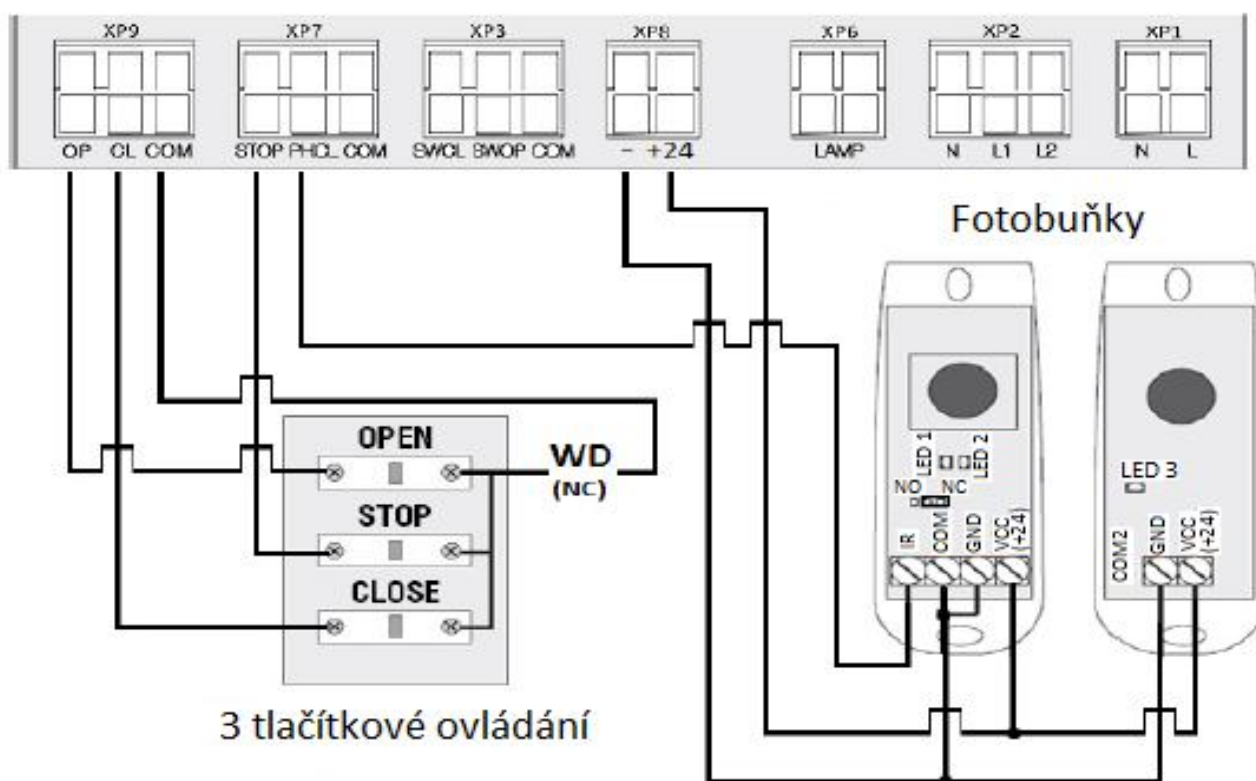 XP9 XP7 XP3 XP8 XP6 XP2 XP1
OP CL COM STOP PHCL COM SWCL SWOP COM - +24 LAMP N L1 L2 N L
Fotobuňky
OPEN
WD
(NC)
STOP
CLOSE
3 tlačítkové ovládání
LED 1
LED 2
NO NC
IR
COM
GND
VCC
(+24)
LED 3
COM2
GND
VCC
(+24)